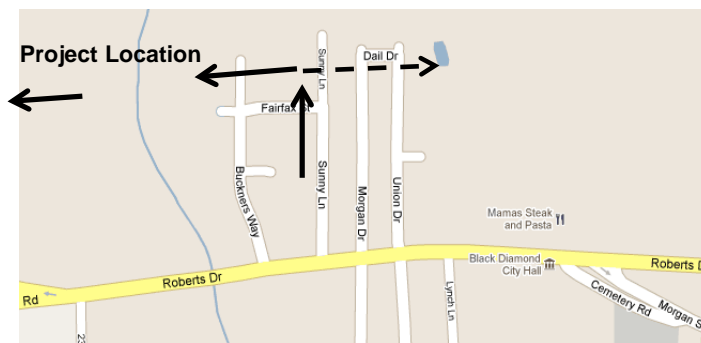 Project Location
Sunny Ln
Dail Dr
Fairfax St
Buckners Way
Sunny Ln
Morgan Dr
Union Dr
Mamas Steak
and Pasta
Black Diamond
City Hall
Roberts Dr
Roberts D
Rd
Lynch Ln
Cemetery Rd
Morgan S
23